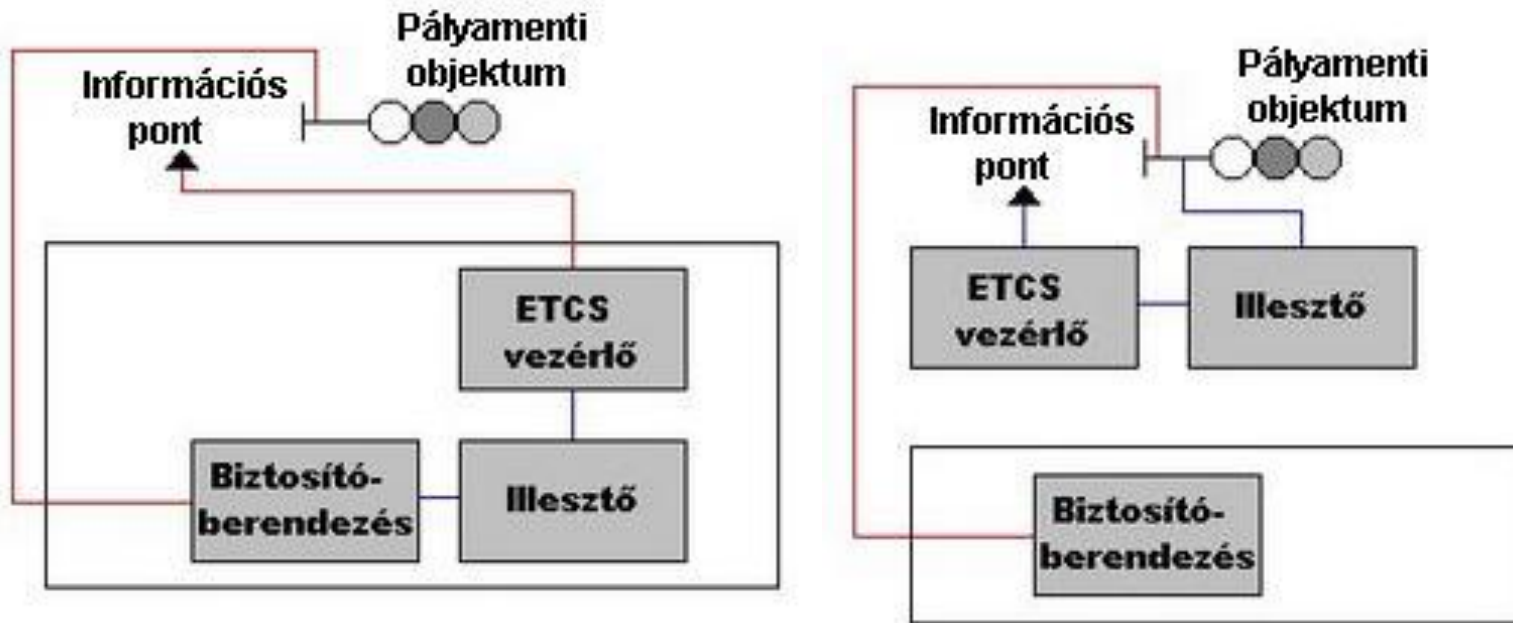 Pályamenti
objektum
Információs
pont
ETCS
vezérlő
Biztosító-
berendezés
Illesztő
Pályamenti
objektum
Információs
pont
ETCS
vezérlő
Illesztő
Biztosító-
berendezés